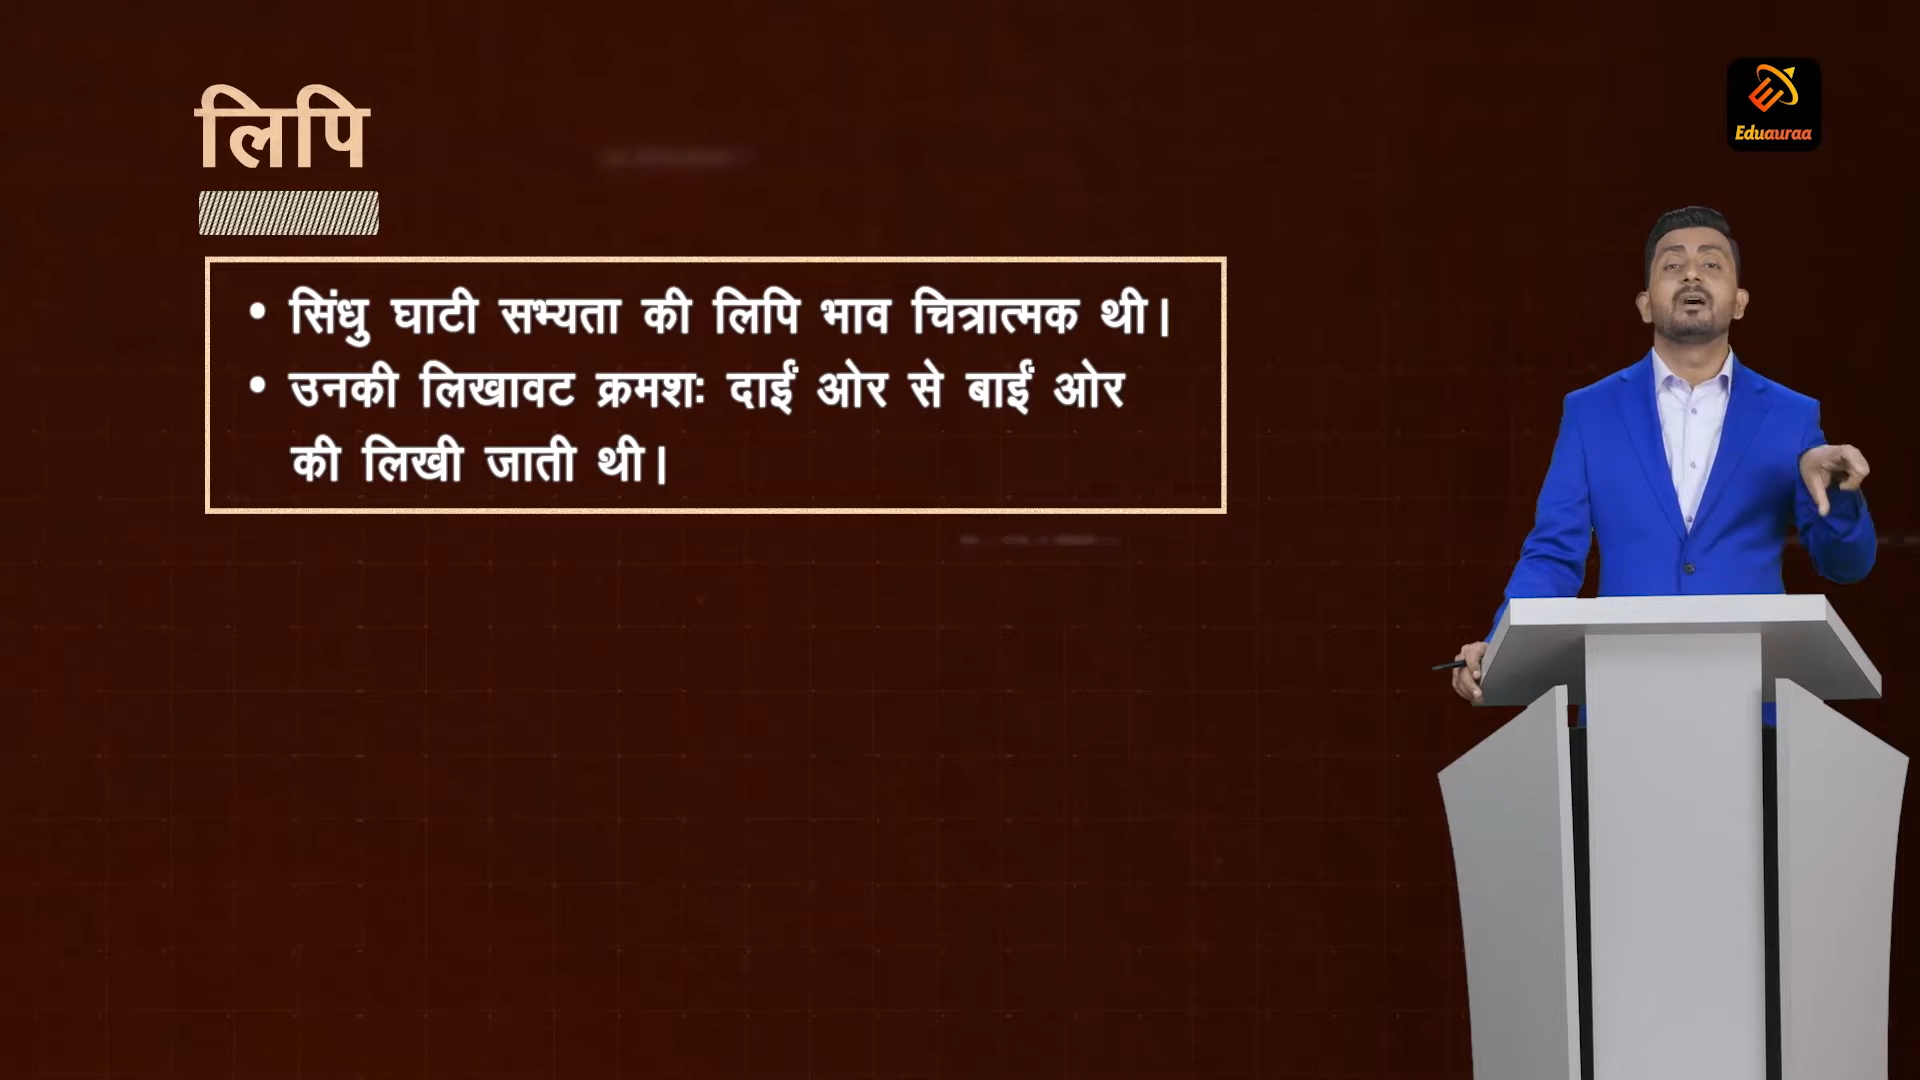 लिपि
Eduauraa
• सिंधु घाटी सभ्यता की लिपि भाव चित्रात्मक थी।
• उनकी लिखावट क्रमशः दाईं ओर से बाईं ओर
की लिखी जाती थी।